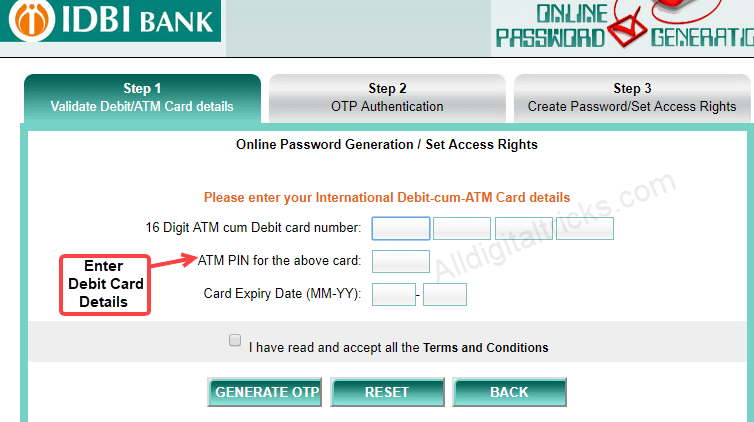 IDBI BANK
ONLINE
PASSWORD GENERATIO
Step 1
Validate Debit/ATM Card details
Step 2
OTP Authentication
Step 3
Create Password/Set Access Rights
Online Password Generation / Set Access Rights
Please enter your International Debit-cum-ATM Card details
16 Digit ATM cum Debit card number:
ATM PIN for the above card:
Card Expiry Date (MM-YY):
-
Enter
Debit Card
Details
Alldigitaltricks.com
I have read and accept all the Terms and Conditions
GENERATE OTP
RESET
BACK